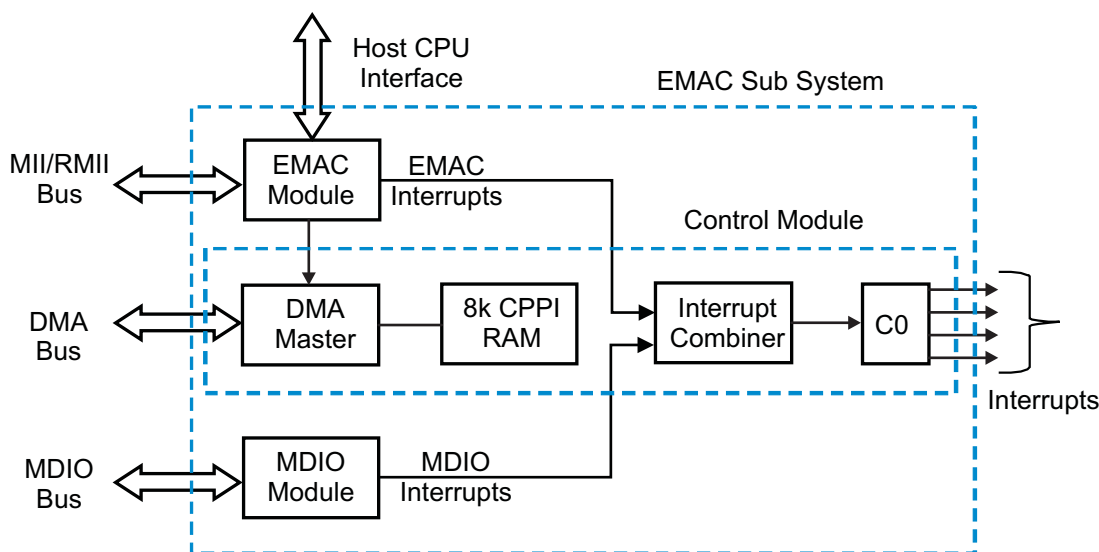 Host CPU
Interface
EMAC Sub System
MII/RMII
Bus
EMAC
Module
EMAC
Interrupts
Control Module
DMA
Bus
DMA
Master
8k CPPI
RAM
Interrupt
Combiner
C0
Interrupts
MDIO
Bus
MDIO
Module
MDIO
Interrupts